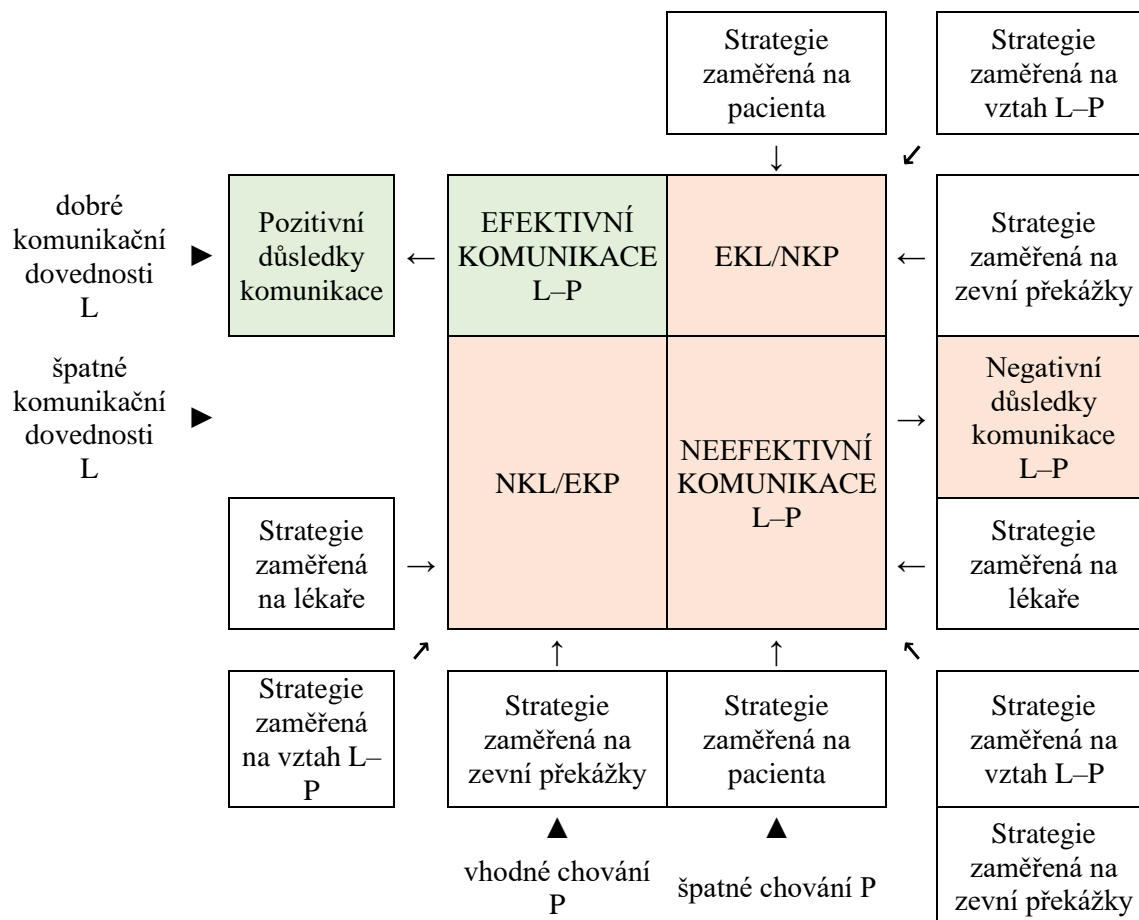 Strategie
zaměřená na
pacienta
Strategie
zaměřená na
vztah L–P
↓
↙
dobré
komunikační
dovednosti
L
►
Pozitivní
důsledky
komunikace
←
EFEKTIVNÍ
KOMUNIKACE
L–P
EKL/NKP
←
Strategie
zaměřená na
zevní překážky
špatné
komunikační
dovednosti
L
►
NKL/EKP
NEEFEKTIVNÍ
KOMUNIKACE
L–P
→
Negativní
důsledky
komunikace
L–P
Strategie
zaměřená
na lékaře
→
←
Strategie
zaměřená na
lékaře
↗
↑
↑
↖
Strategie
zaměřená
na vztah L–
P
Strategie
zaměřená na
zevní překážky
Strategie
zaměřená na
pacienta
Strategie
zaměřená na
vztah L–P
▲
vhodné chování
P
▲
špatné chování P
Strategie
zaměřená na
zevní překážky